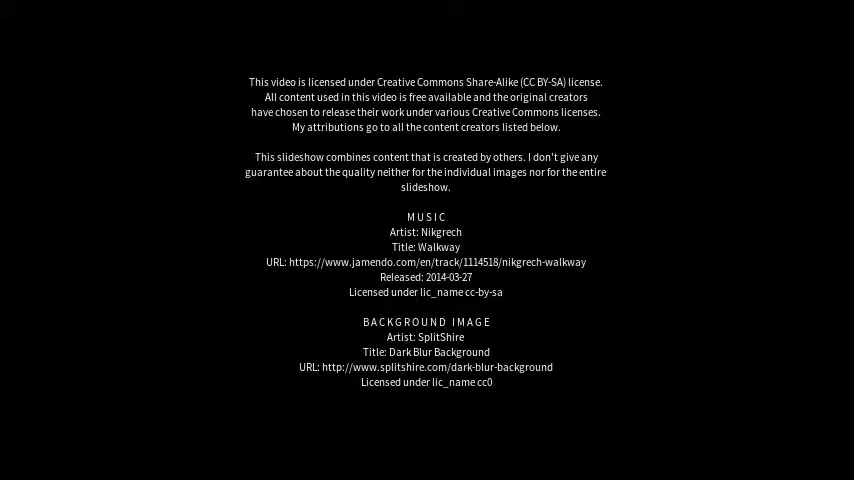 This video is licensed under Creative Commons Share-Alike (CC BY-SA) license.
All content used in this video is free available and the original creators
have chosen to release their work under various Creative Commons licenses.
My attributions go to all the content creators listed below.
This slideshow combines content that is created by others. I don't give any
guarantee about the quality neither for the individual images nor for the entire
slideshow.
MUSIC
Artist: Nikgrech
Title: Walkway
URL: https://www.jamendo.com/en/track/1114518/nikgrech-walkway
Released: 2014-03-27
Licensed under lic_name cc-by-sa
BACKGROUND IMAGE
Artist: SplitShire
Title: Dark Blur Background
URL: http://www.splitshire.com/dark-blur-background
Licensed under lic_name cc0